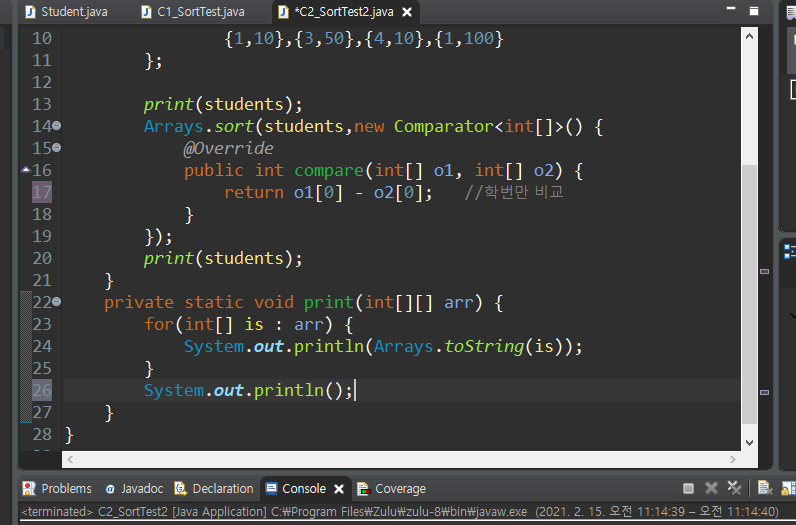 Student.java C1_SortTest.java *C2_SortTest2.java
10 {1,10},{3,50},{4,10},{1,100}
11 };
12
13 print(students);
14 Arrays.sort(students,new Comparator<int[]>() {
15 @Override
16 public int compare(int[] o1, int[] o2) {
17 return o1[0] - o2[0]; //학번만 비교
18 }
19 });
20 print(students);
21 }
22 private static void print(int[][] arr) {
23 for(int[] is : arr) {
24 System.out.println(Arrays.toString(is));
25 }
26 System.out.println();
27 }
28 }
Problems @ Javadoc Declaration Console Coverage
<terminated> C2_SortTest2 [Java Application] C:₩Program Files₩Zulu₩zulu-8₩bin₩javaw.exe (2021. 2. 15. 오전 11:14:39 – 오전 11:14:40)